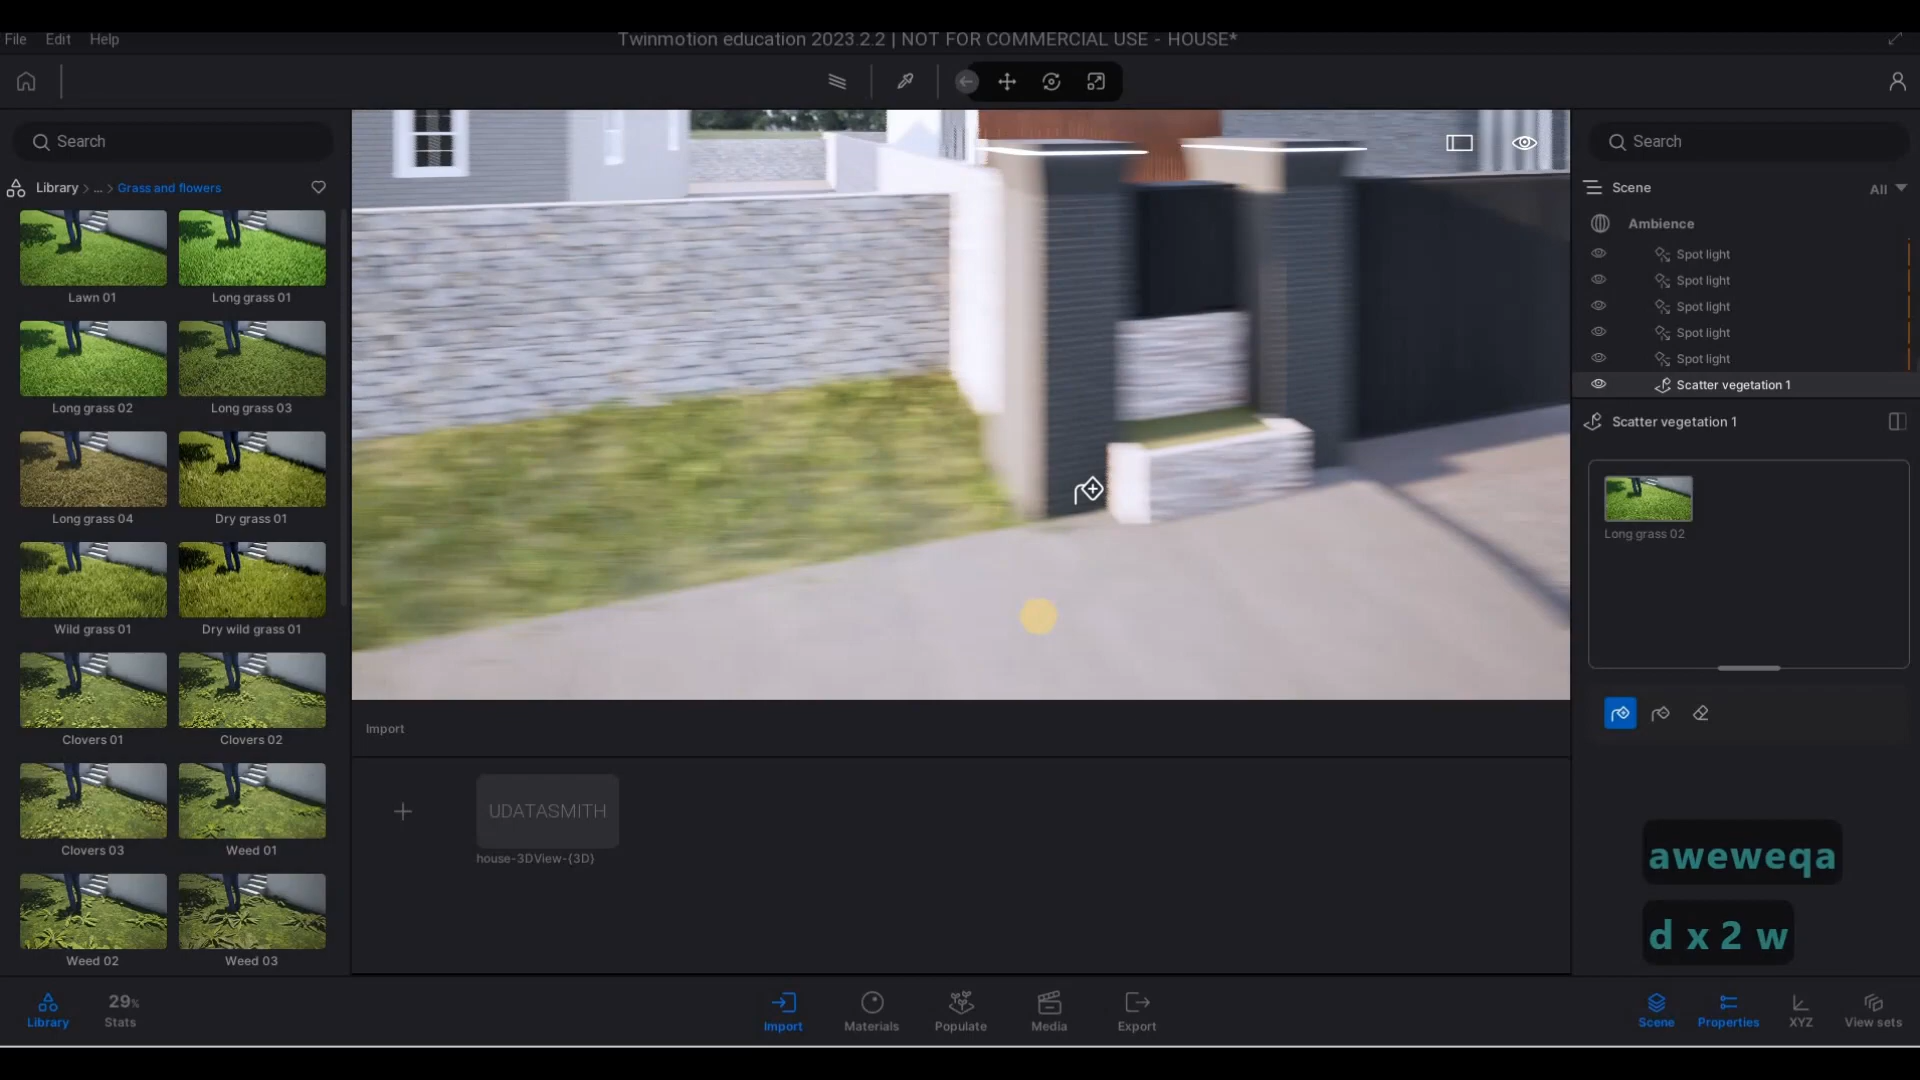 File Edit Help
Twinmotion education 2023.2.2 | NOT FOR COMMERCIAL USE - HOUSE*
Search
Library > ... > Grass and flowers
Lawn 01
Long grass 01
Long grass 02
Long grass 03
Long grass 04
Dry grass 01
Wild grass 01
Dry wild grass 01
Clovers 01
Clovers 02
Clovers 03
Weed 01
Weed 02
Weed 03
Import
UDATASMITH
house-3DView-{3D}
Search
Scene
All
Ambience
Spot light
Spot light
Spot light
Spot light
Spot light
Scatter vegetation 1
Scatter vegetation 1
Long grass 02
aweweqa
d x 2 w
Library
29%
Stats
Import
Materials
Populate
Media
Export
Scene
Properties
XYZ
View sets